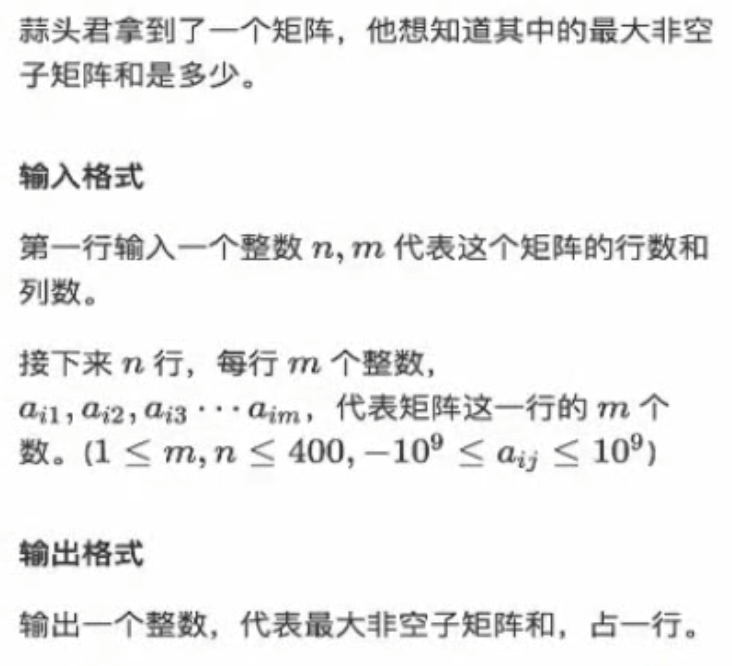 蒜头君拿到了一个矩阵，他想知道其中的最大非空
子矩阵和是多少。
输入格式
第一行输入一个整数 n, m 代表这个矩阵的行数和
列数。
接下来 n 行，每行 m 个整数，
a_{i1}, a_{i2}, a_{i3} ⋯ a_{im}，代表矩阵这一行的 m 个
数。(1 ≤ m, n ≤ 400, −10^9 ≤ a_{ij} ≤ 10^9)
输出格式
输出一个整数，代表最大非空子矩阵和，占一行。